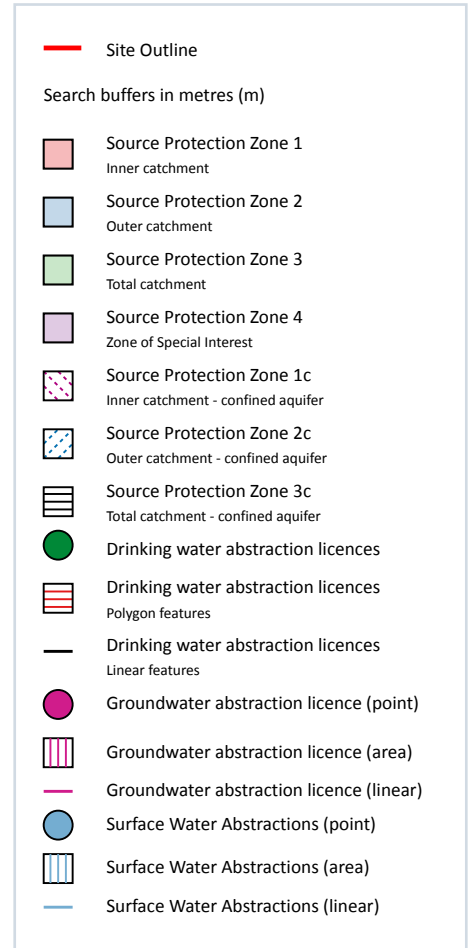 Site Outline
Search buffers in metres (m)
Source Protection Zone 1
Inner catchment
Source Protection Zone 2
Outer catchment
Source Protection Zone 3
Total catchment
Source Protection Zone 4
Zone of Special Interest
Source Protection Zone 1c
Inner catchment - confined aquifer
Source Protection Zone 2c
Outer catchment - confined aquifer
Source Protection Zone 3c
Total catchment - confined aquifer
Drinking water abstraction licences
Drinking water abstraction licences
Polygon features
Drinking water abstraction licences
Linear features
Groundwater abstraction licence (point)
Groundwater abstraction licence (area)
Groundwater abstraction licence (linear)
Surface Water Abstractions (point)
Surface Water Abstractions (area)
Surface Water Abstractions (linear)